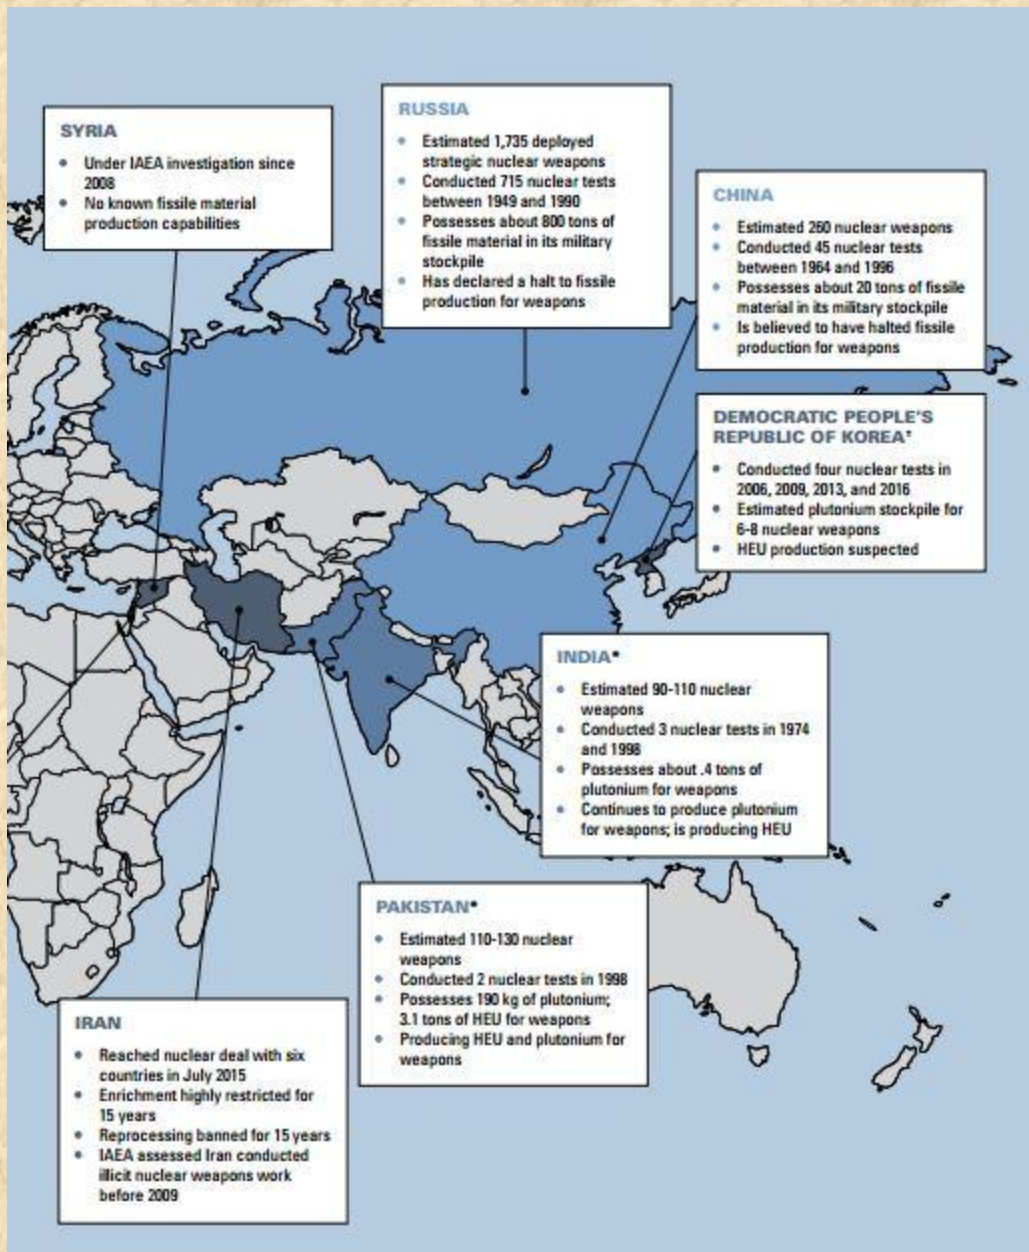 SYRIA
• Under IAEA investigation since
2008
• No known fissile material
production capabilities
RUSSIA
• Estimated 1,735 deployed
strategic nuclear weapons
• Conducted 715 nuclear tests
between 1949 and 1990
• Possesses about 800 tons of
fissile material in its military
stockpile
• Has declared a halt to fissile
production for weapons
CHINA
• Estimated 260 nuclear weapons
• Conducted 45 nuclear tests
between 1964 and 1996
• Possesses about 20 tons of fissile
material in its military stockpile
• Is believed to have halted fissile
production for weapons
DEMOCRATIC PEOPLE'S
REPUBLIC OF KOREA†
• Conducted four nuclear tests in
2006, 2009, 2013, and 2016
• Estimated plutonium stockpile for
6-8 nuclear weapons
• HEU production suspected
INDIA*
• Estimated 90-110 nuclear
weapons
• Conducted 3 nuclear tests in 1974
and 1998
• Possesses about .4 tons of
plutonium for weapons
• Continues to produce plutonium
for weapons; is producing HEU
PAKISTAN*
• Estimated 110-130 nuclear
weapons
• Conducted 2 nuclear tests in 1998
• Possesses 190 kg of plutonium;
3.1 tons of HEU for weapons
• Producing HEU and plutonium for
weapons
IRAN
• Reached nuclear deal with six
countries in July 2015
• Enrichment highly restricted for
15 years
• Reprocessing banned for 15 years
• IAEA assessed Iran conducted
illicit nuclear weapons work
before 2009